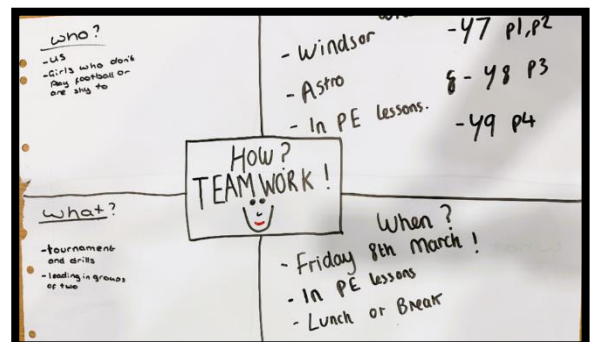 who?
- US
- Girls who don't
Play football or
are shy to
- Windsor
- Astro
- In PE lessons.
- Y7 p1, p2
8 - Y8 p3
- Y9 p4
How?
TEAMWORK!
what?
- tournament
and drills
- leading in groups
of two
When?
- Friday 8th March!
- In PE lessons
- Lunch or Break